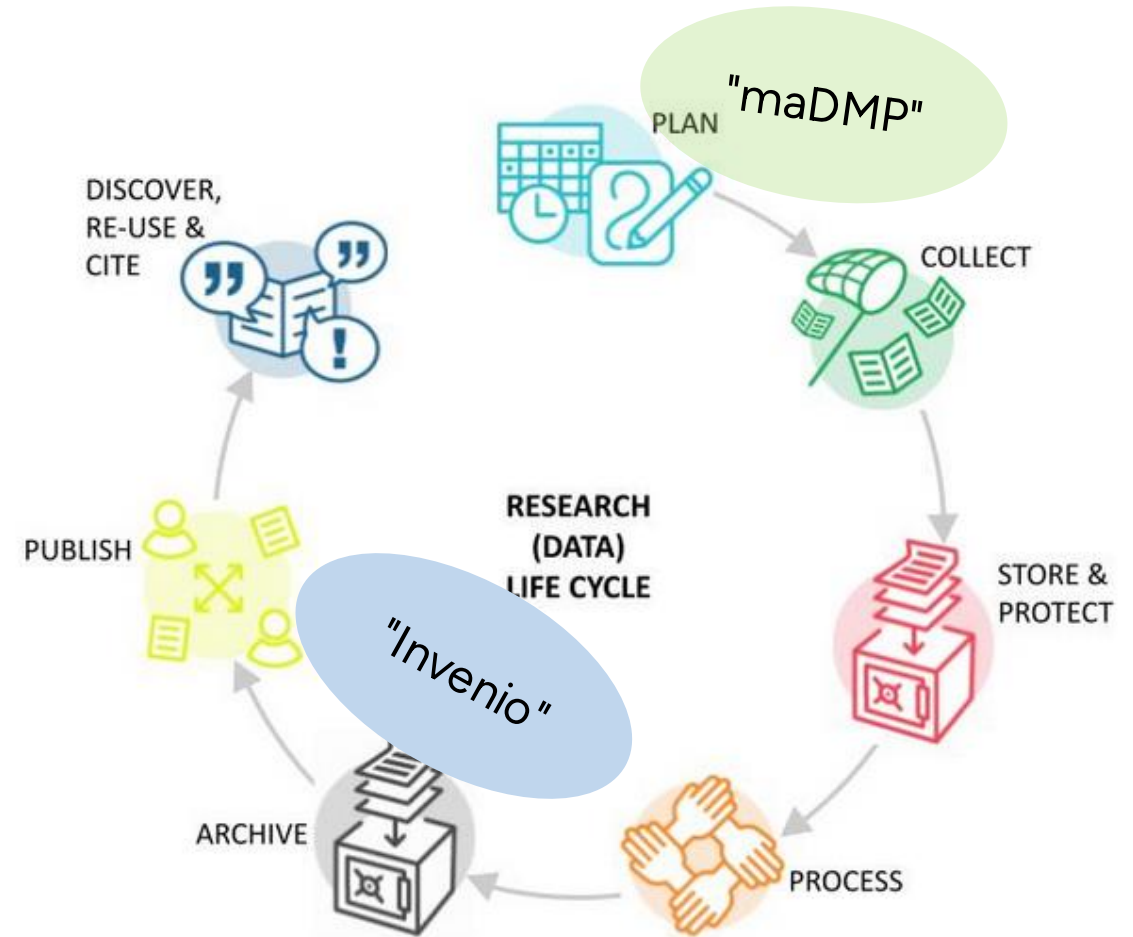 "maDMP"
PLAN
COLLECT
STORE &
PROTECT
PROCESS
ARCHIVE
"Invenio"
PUBLISH
DISCOVER,
RE-USE &
CITE
RESEARCH
(DATA)
LIFE CYCLE